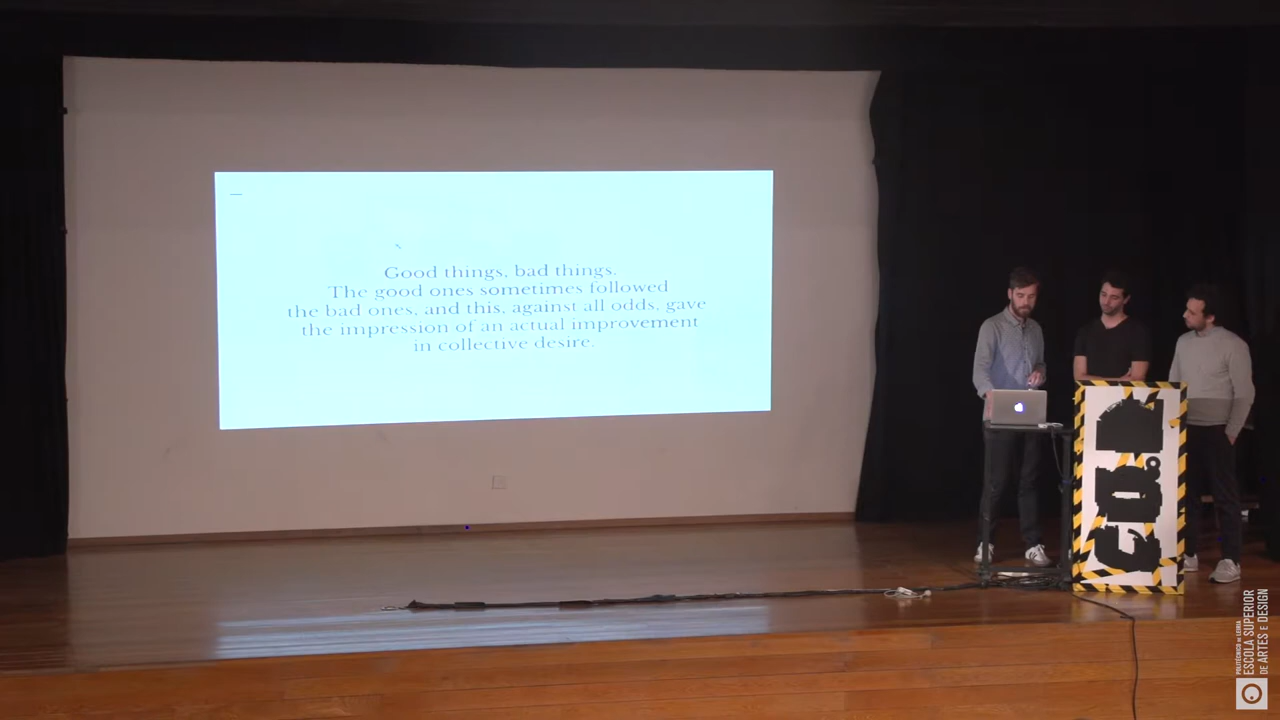 Good things, bad things.
The good ones sometimes followed
the bad ones, and this, against all odds, gave
the impression of an actual improvement
in collective desire.
POLITÉCNICO DE LEIRIA
ESCOLA SUPERIOR
DE ARTES E DESIGN